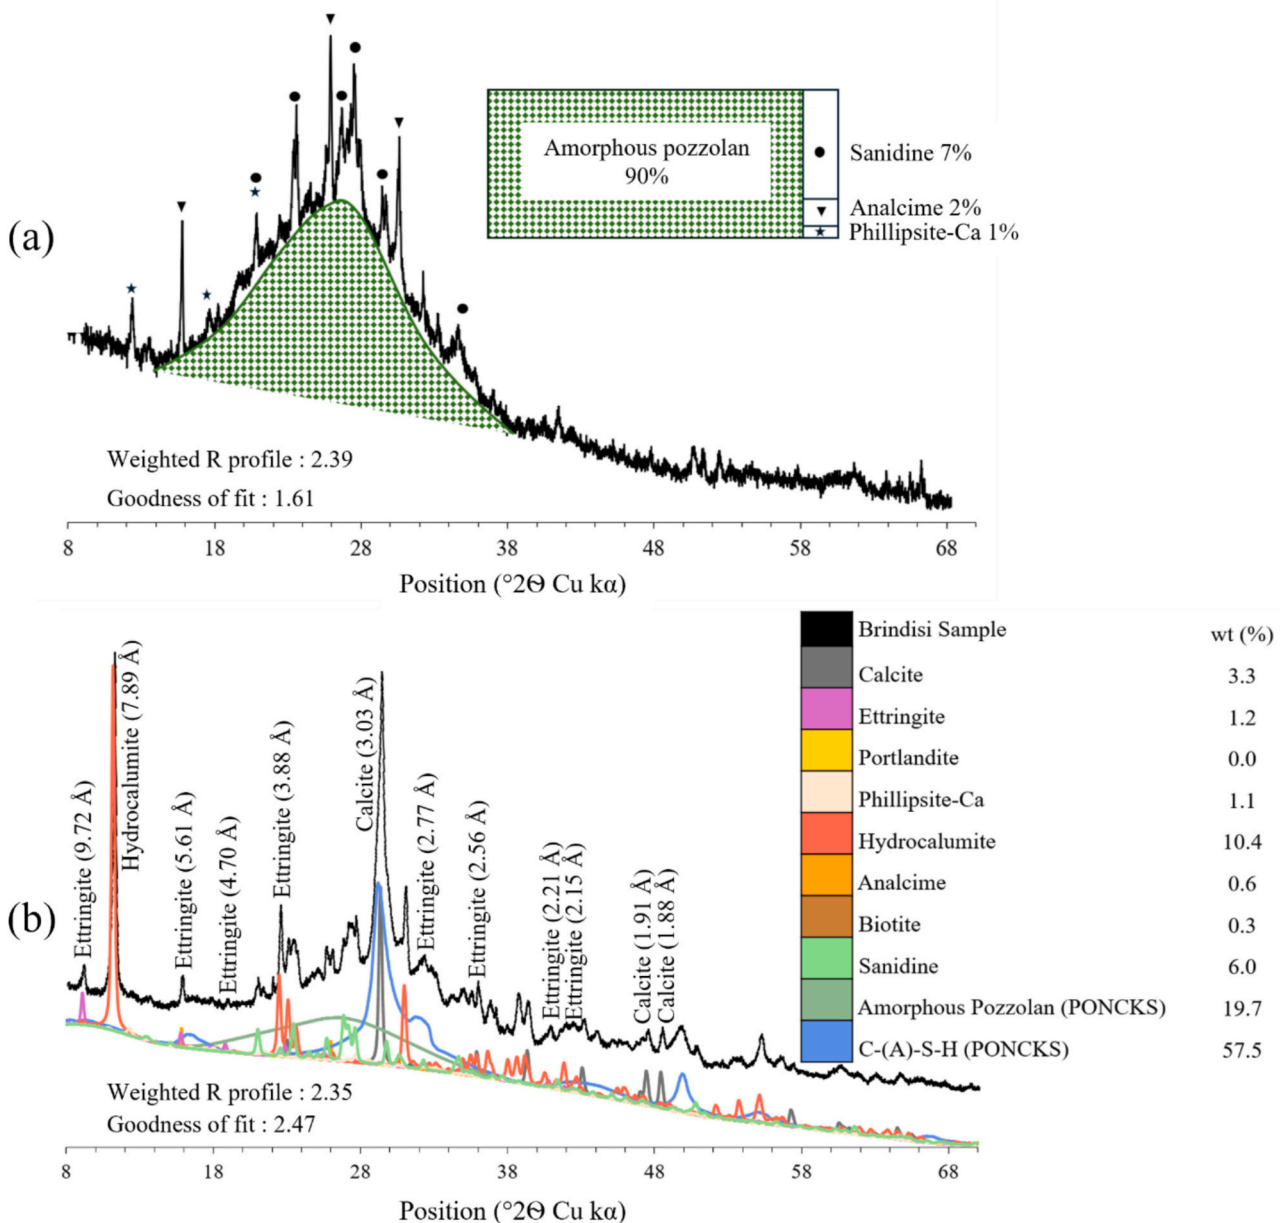 (a)
Amorphous pozzolan
90%
Sanidine 7%
Analcime 2%
Phillipsite-Ca 1%
Weighted R profile : 2.39
Goodness of fit : 1.61
8 18 28 38 48 58 68
Position (°2Θ Cu kα)
(b)
Ettringite (9.72 Å)
Hydrocalumite (7.89 Å)
Ettringite (5.61 Å)
Ettringite (4.70 Å)
Ettringite (3.88 Å)
Calcite (3.03 Å)
Ettringite (2.77 Å)
Ettringite (2.56 Å)
Ettringite (2.21 Å)
Ettringite (2.15 Å)
Calcite (1.91 Å)
Calcite (1.88 Å)
Brindisi Sample wt (%)
Calcite 3.3
Ettringite 1.2
Portlandite 0.0
Phillipsite-Ca 1.1
Hydrocalumite 10.4
Analcime 0.6
Biotite 0.3
Sanidine 6.0
Amorphous Pozzolan (PONCKS) 19.7
C-(A)-S-H (PONCKS) 57.5
Weighted R profile : 2.35
Goodness of fit : 2.47
8 18 28 38 48 58 68
Position (°2Θ Cu kα)